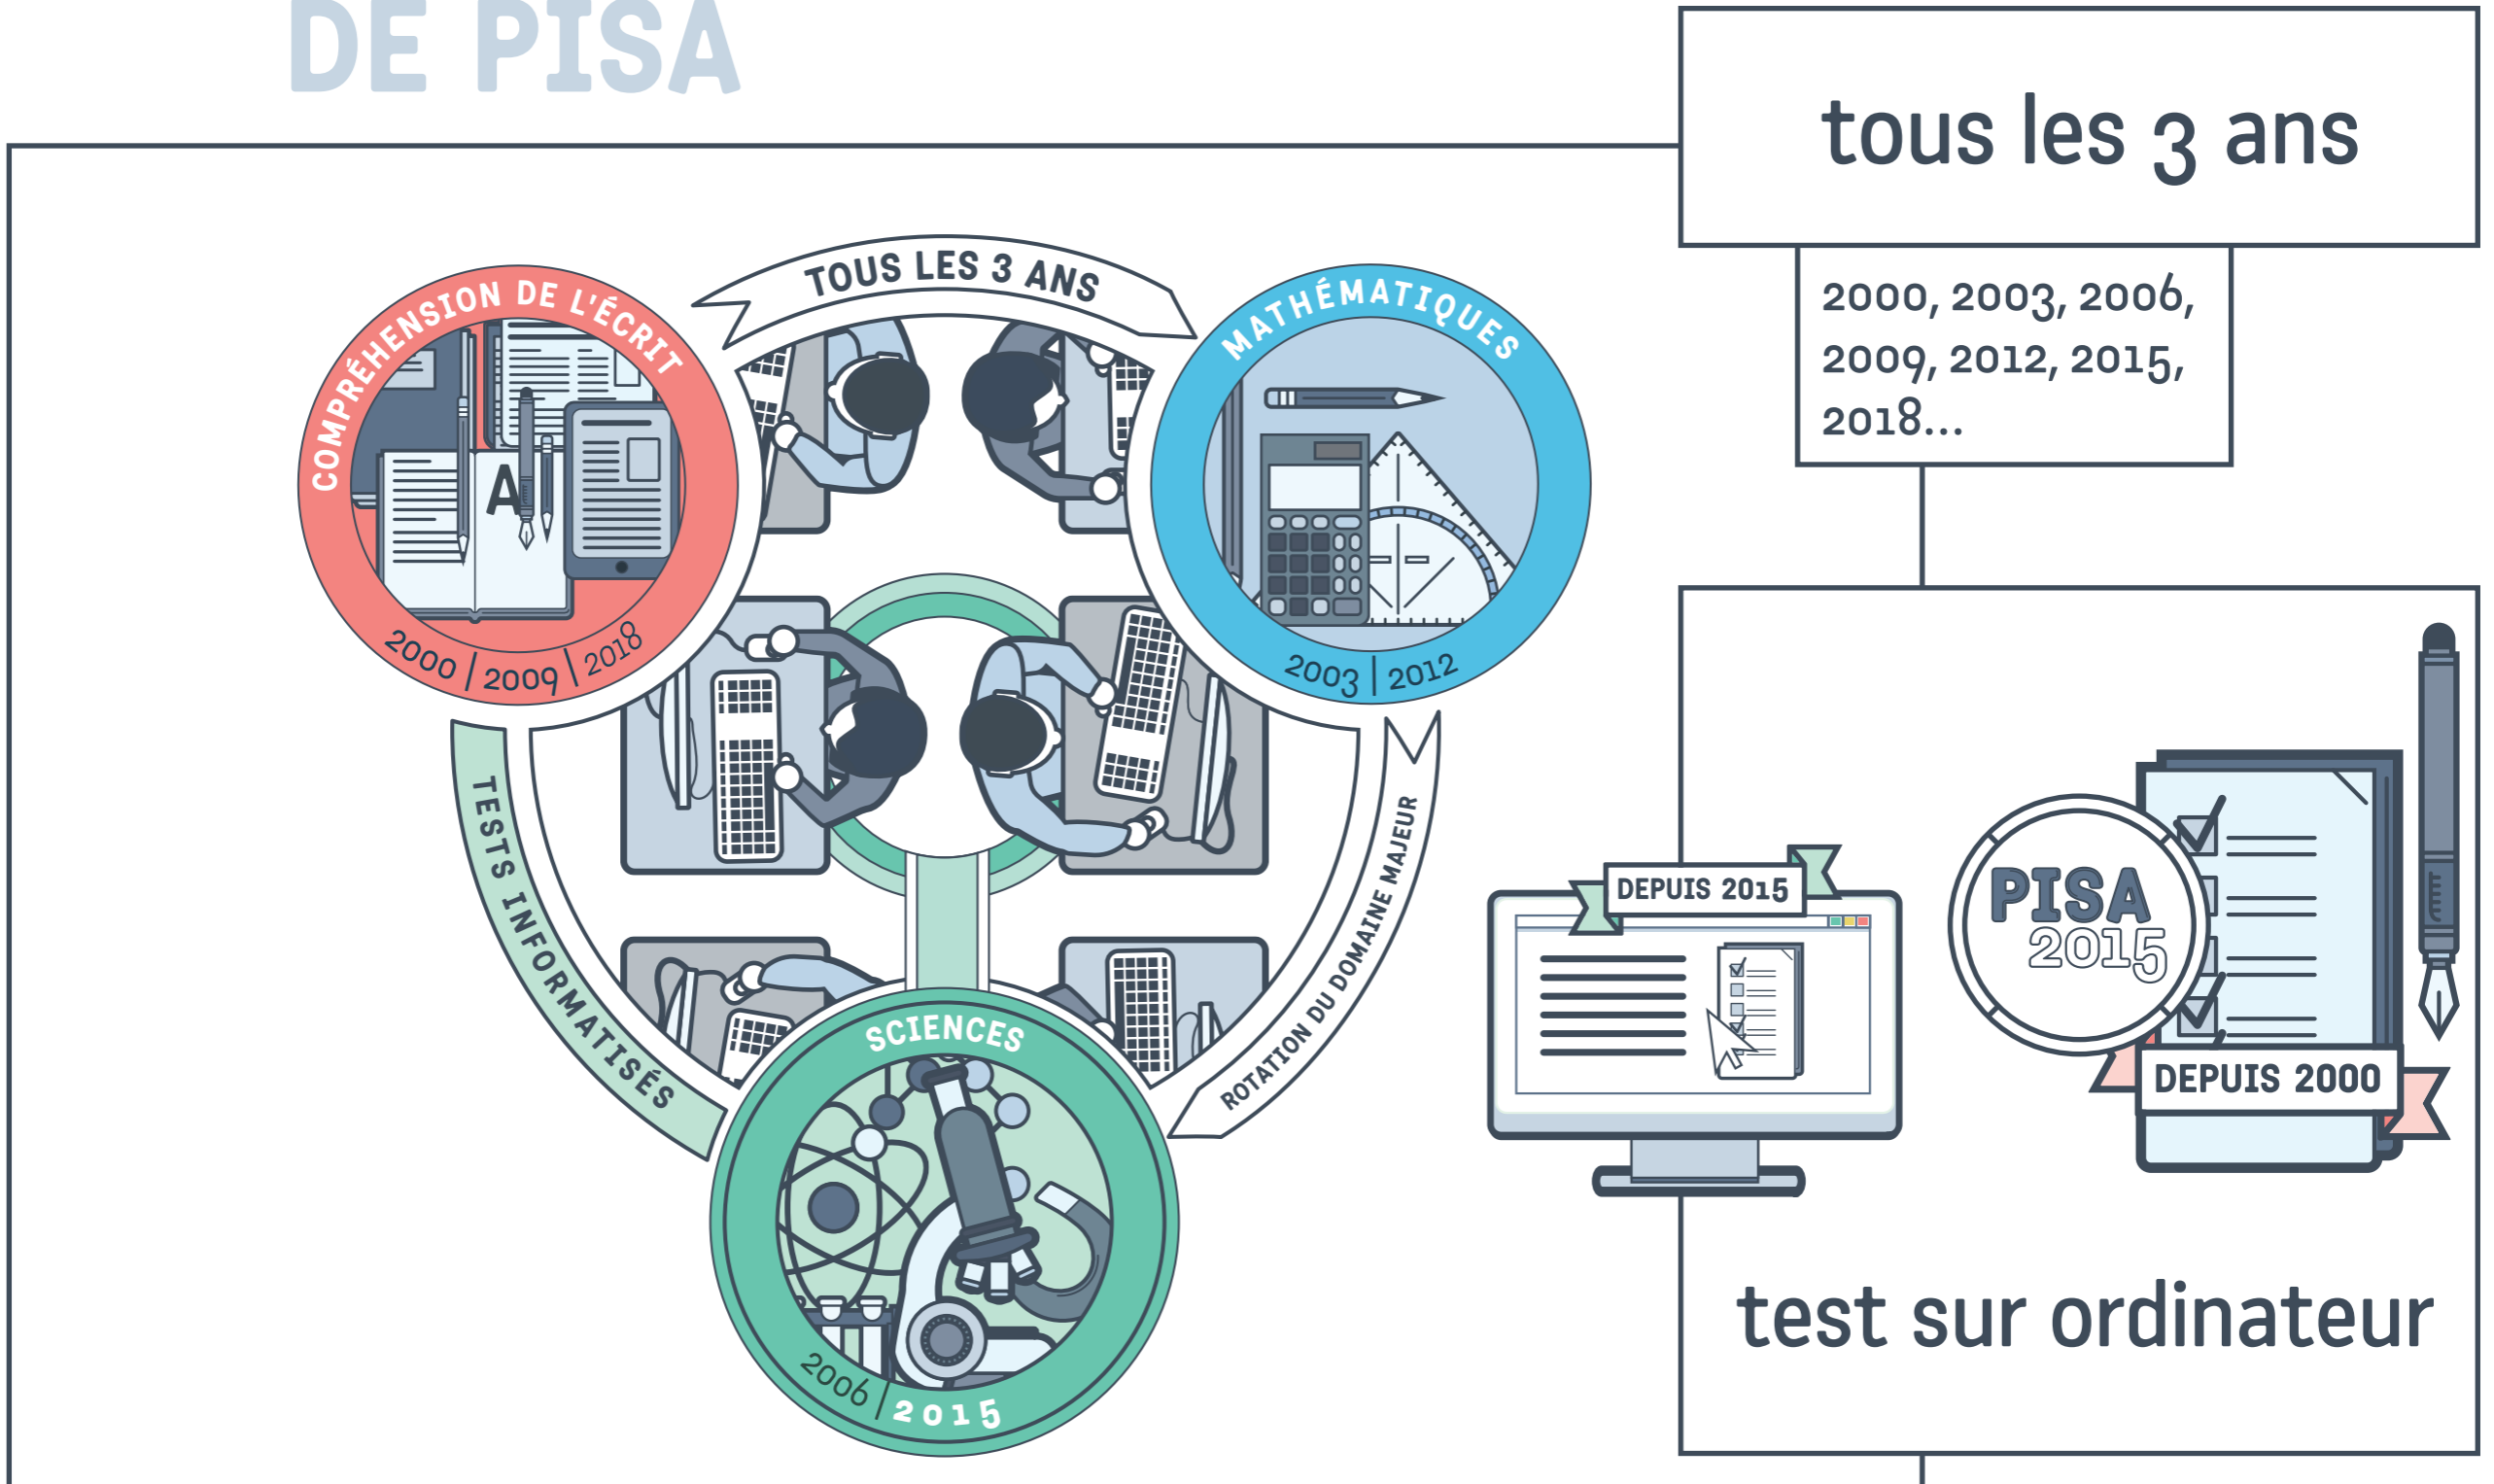 DE PISA
tous les 3 ans
2000, 2003, 2006,
2009, 2012, 2015,
2018...
TOUS LES 3 ANS
COMPRÉHENSION DE L'ÉCRIT
A
2000 | 2009 | 2018
MATHÉMATIQUES
2003 | 2012
TESTS INFORMATISÉS
ROTATION DU DOMAINE MAJEUR
SCIENCES
2006 | 2015
DEPUIS 2015
PISA
2015
DEPUIS 2000
test sur ordinateur